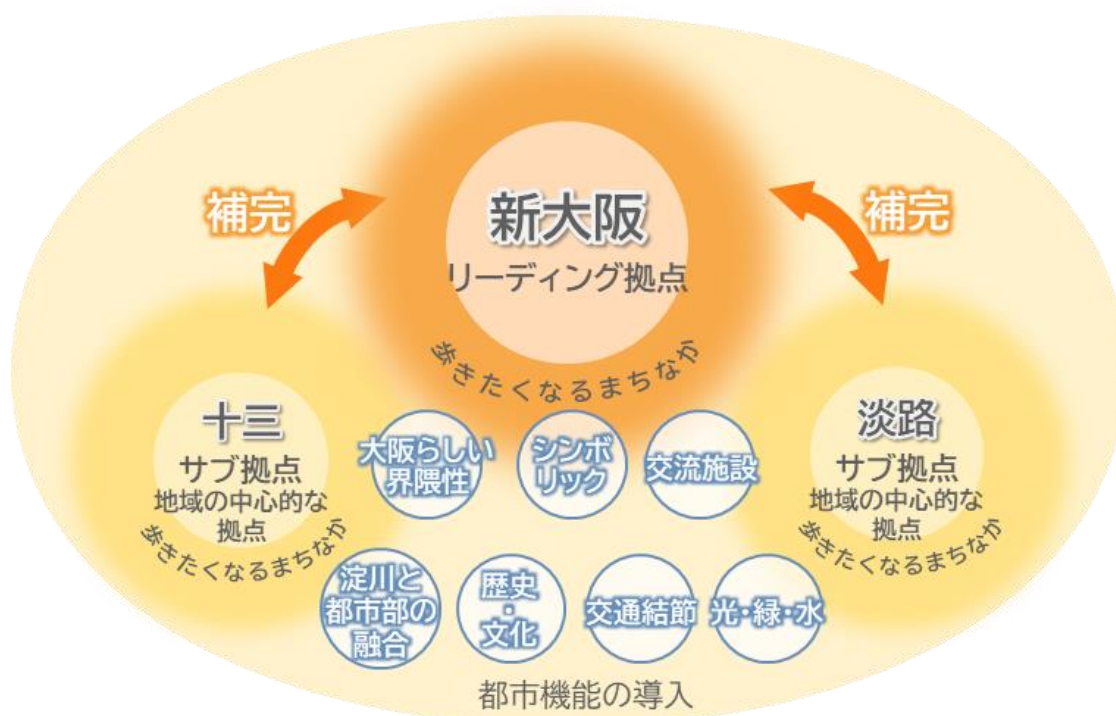 補完
補完
新大阪
リーディング拠点
歩きたくなるまちなか
十三
サブ拠点
地域の中心的な
拠点
歩きたくなるまちなか
淡路
サブ拠点
地域の中心的な
拠点
歩きたくなるまちなか
大阪らしい
界隈性
シンボ
リック
交流施設
淀川と
都市部の
融合
歴史
・
文化
交通結節
光・緑・水
都市機能の導入